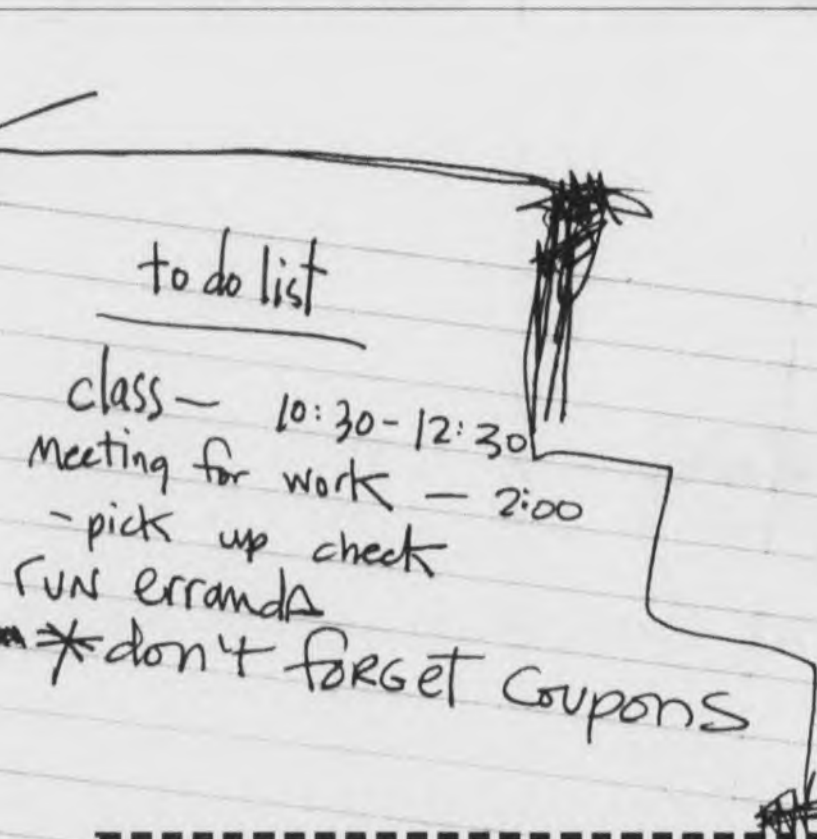 to do list
class - 10:30-12:30
Meeting for work - 2:00
- pick up check
run errands
* don't forget coupons